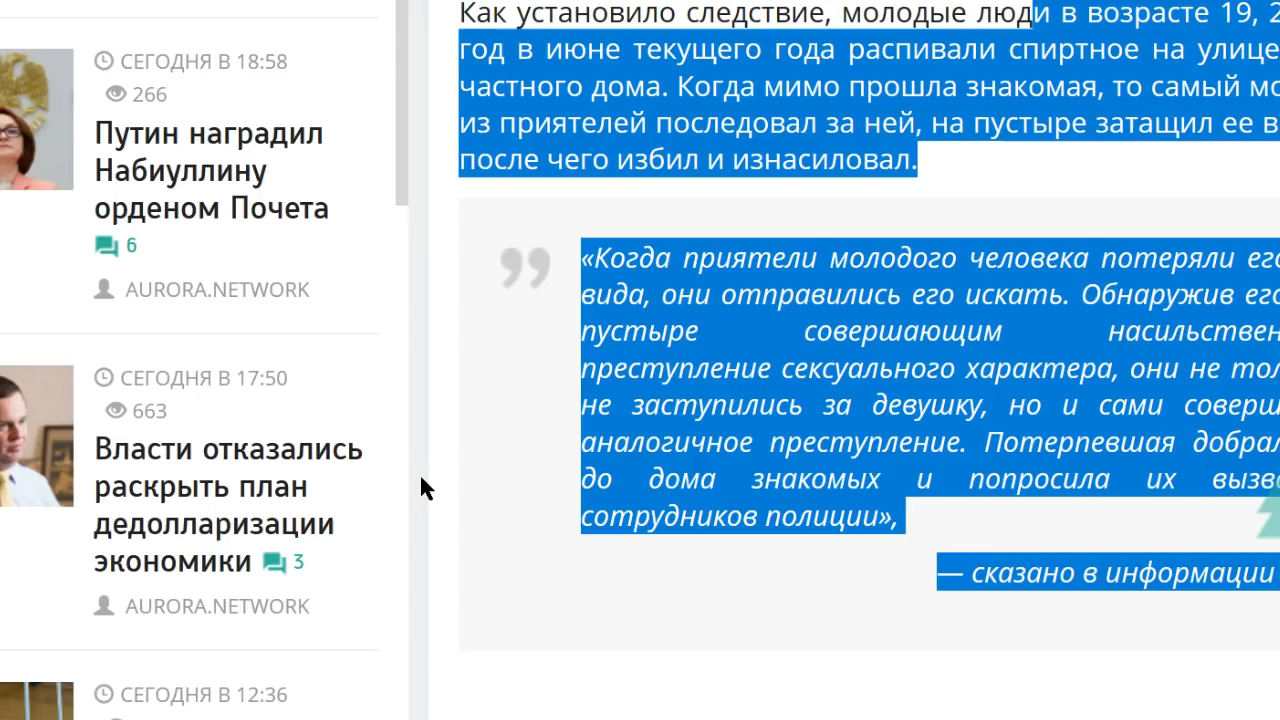 СЕГОДНЯ В 18:58
266
Путин наградил
Набиуллину
орденом Почета
6
AURORA.NETWORK
СЕГОДНЯ В 17:50
663
Власти отказались
раскрыть план
дедолларизации
экономики 3
AURORA.NETWORK
СЕГОДНЯ В 12:36
Как установило следствие, молодые люди в возрасте 19,
год в июне текущего года распивали спиртное на улице
частного дома. Когда мимо прошла знакомая, то самый
из приятелей последовал за ней, на пустыре затащил ее
после чего избил и изнасиловал.
«Когда приятели молодого человека потеряли
вида, они отправились его искать. Обнаружив
пустыре совершающим
преступление сексуального характера, они не
не заступились за девушку, но и сами
аналогичное преступление. Потерпевшая
до дома знакомых и попросила их
сотрудников полиции»,
— сказано в информации